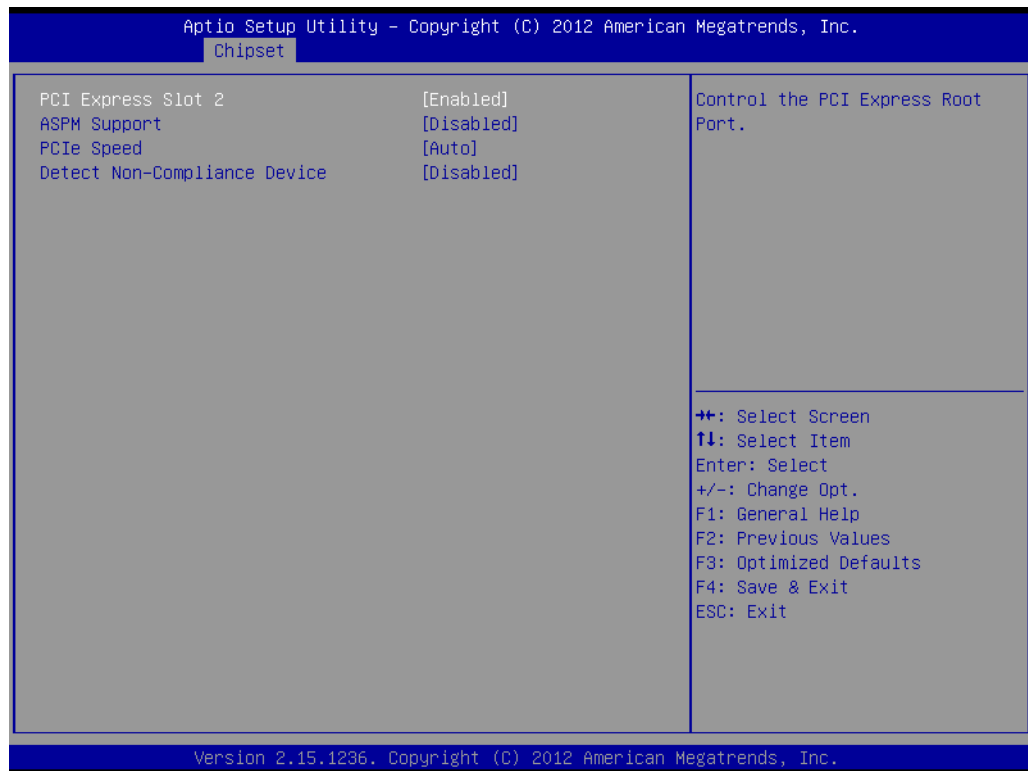 Aptio Setup Utility – Copyright (C) 2012 American Megatrends, Inc.
Chipset
PCI Express Slot 2 [Enabled]
ASPM Support [Disabled]
PCIe Speed [Auto]
Detect Non-Compliance Device [Disabled]
Control the PCI Express Root
Port.
→←: Select Screen
↑↓: Select Item
Enter: Select
+/-: Change Opt.
F1: General Help
F2: Previous Values
F3: Optimized Defaults
F4: Save & Exit
ESC: Exit
Version 2.15.1236. Copyright (C) 2012 American Megatrends, Inc.